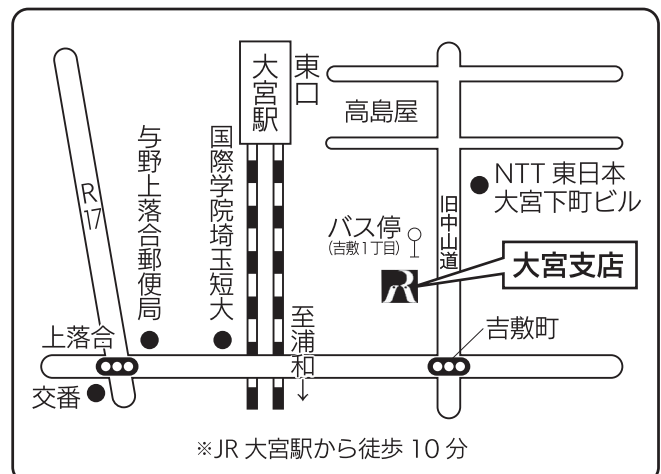 大宮駅
東口
高島屋
与野上落合郵便局
国際学院埼玉短大
R17
NTT 東日本
大宮下町ビル
旧中山道
バス停
(吉敷1丁目)
大宮支店
至浦和
吉敷町
上落合
交番
※JR 大宮駅から徒歩 10 分